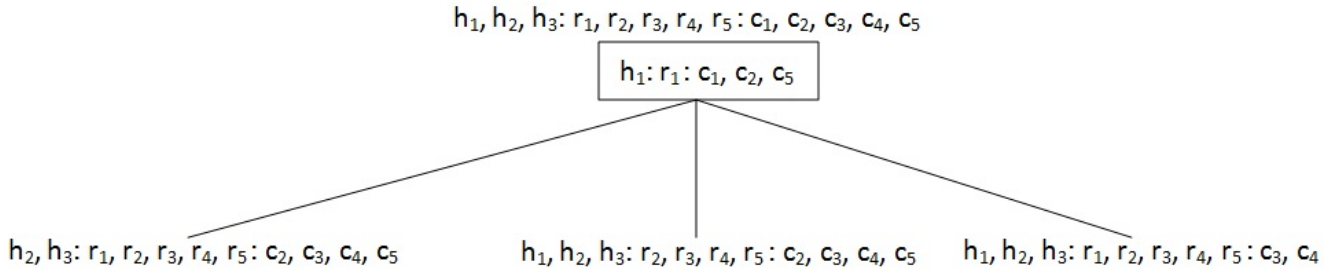 h₁, h₂, h₃: r₁, r₂, r₃, r₄, r₅ : c₁, c₂, c₃, c₄, c₅
h₁: r₁ : c₁, c₂, c₅
h₂, h₃: r₁, r₂, r₃, r₄, r₅ : c₂, c₃, c₄, c₅
h₁, h₂, h₃: r₂, r₃, r₄, r₅ : c₂, c₃, c₄, c₅
h₁, h₂, h₃: r₁, r₂, r₃, r₄, r₅ : c₃, c₄